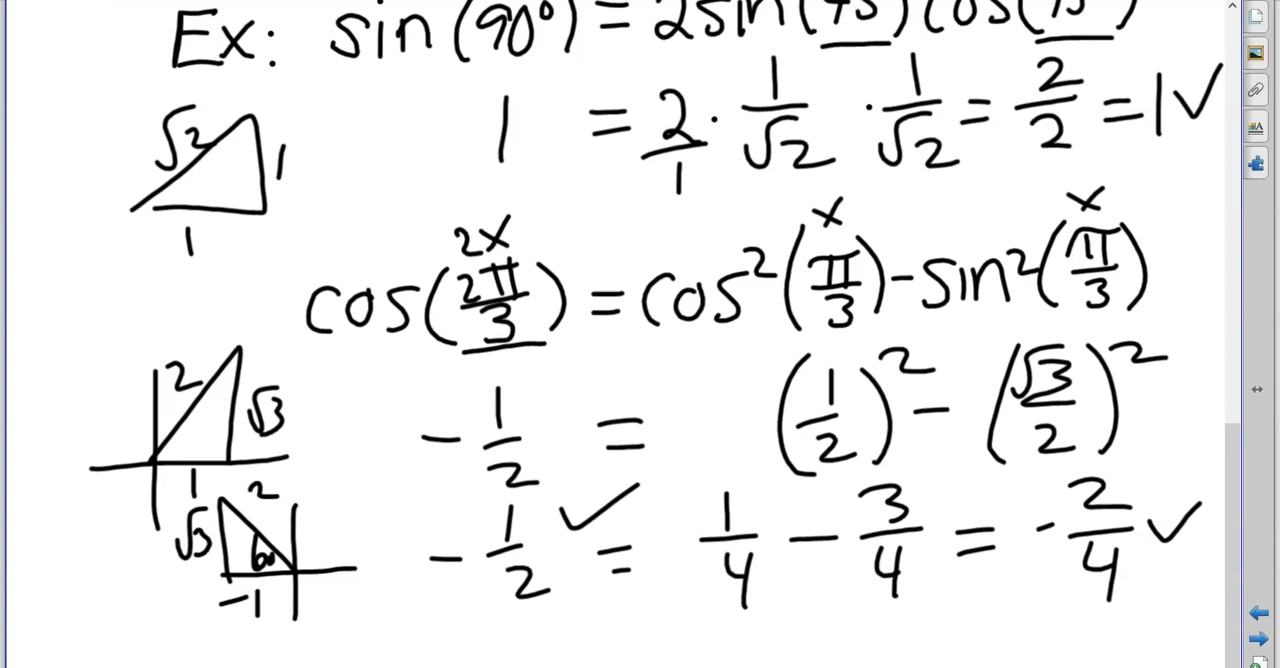 Ex: sin(90°) = 2sin(45°)cos(45°)
√2 1 1
1 = 2/1 · 1/√2 · 1/√2 = 2/2 = 1 ✓
2x x x
cos(2π/3) = cos²(π/3) - sin²(π/3)
2 √3 1
-1/2 = (1/2)² - (√3/2)²
√3 2 60 -1
-1/2 ✓ = 1/4 - 3/4 = -2/4 ✓